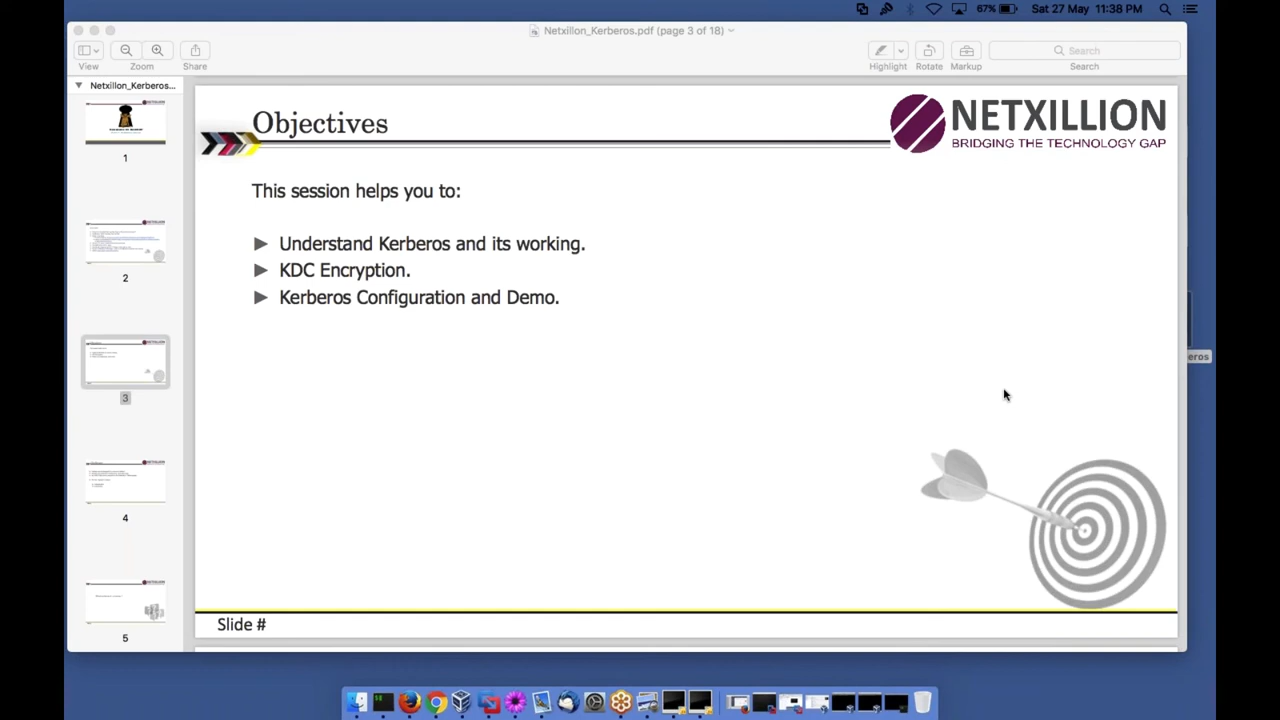 67%
Sat 27 May 11:38 PM
Netxillon_Kerberos.pdf (page 3 of 18)
View
Zoom
Share
Highlight
Rotate
Markup
Search
Search
Netxillon_Kerberos...
1
2
3
4
5
Objectives
NETXILLION
BRIDGING THE TECHNOLOGY GAP
This session helps you to:
Understand Kerberos and its working.
KDC Encryption.
Kerberos Configuration and Demo.
Slide #
eros